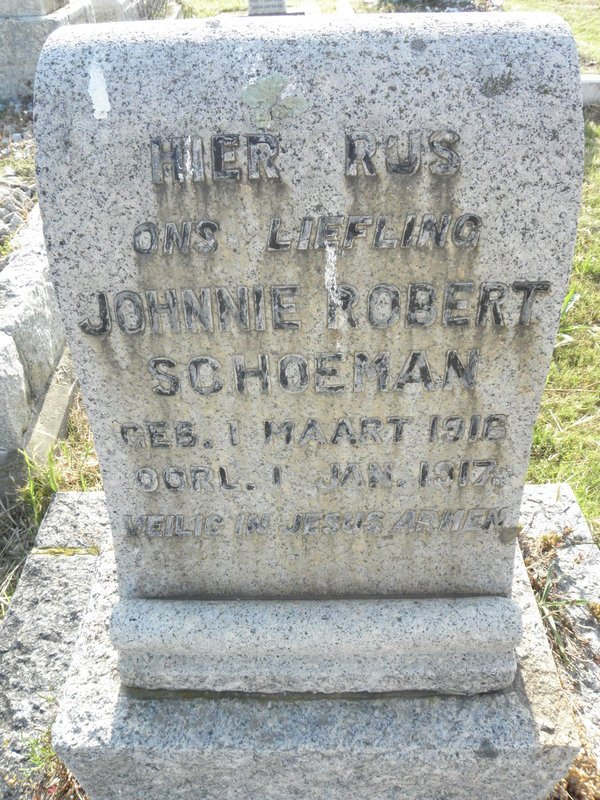 HIER RUS
ONS LIEFLING
JOHNNIE ROBERT
SCHOEMAN
GEB. 1 MAART 1916
OORL. 1 JAN. 1917.
VEILIG IN JESUS ARMEN